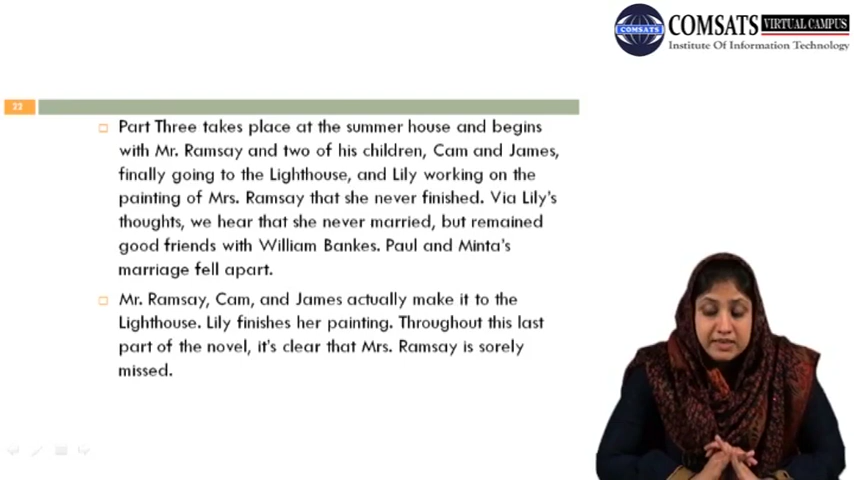 COMSATS
COMSATS VIRTUAL CAMPUS
Institute Of Information Technology
22
Part Three takes place at the summer house and begins
with Mr. Ramsay and two of his children, Cam and James,
finally going to the Lighthouse, and Lily working on the
painting of Mrs. Ramsay that she never finished. Via Lily's
thoughts, we hear that she never married, but remained
good friends with William Bankes. Paul and Minta's
marriage fell apart.
Mr. Ramsay, Cam, and James actually make it to the
Lighthouse. Lily finishes her painting. Throughout this last
part of the novel, it's clear that Mrs. Ramsay is sorely
missed.